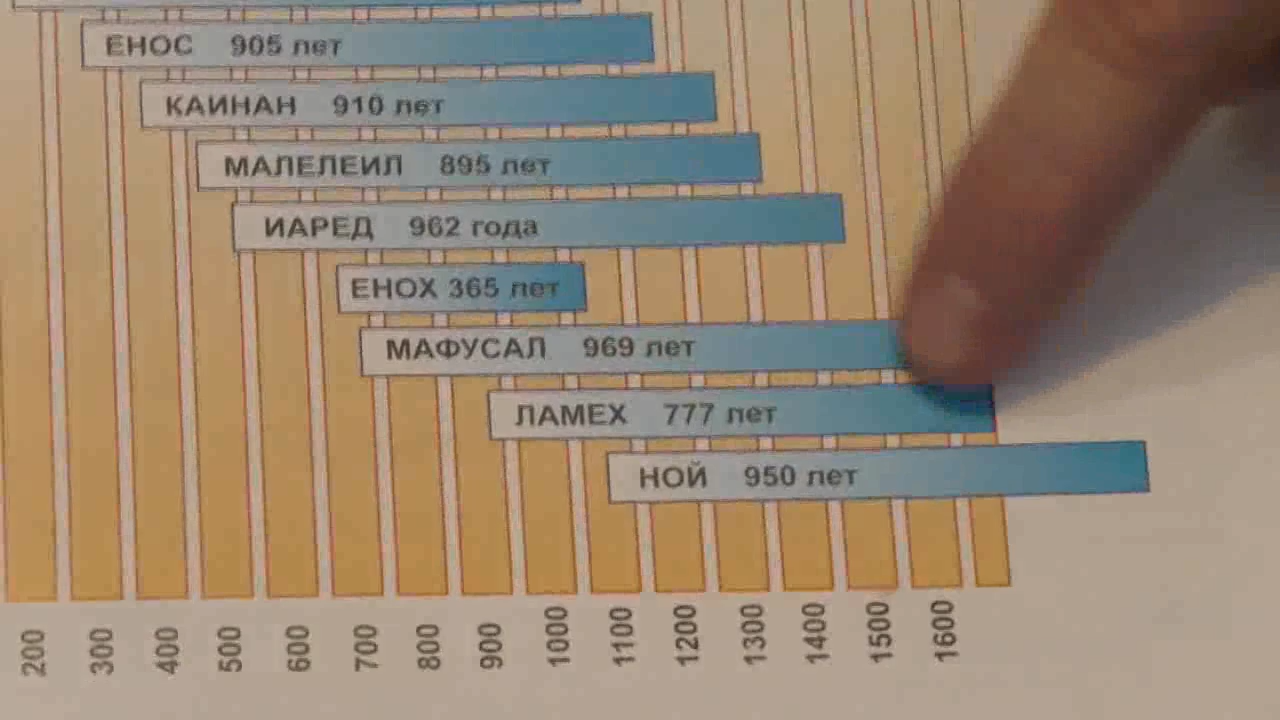 ЕНОС 905 лет
КАИНАН 910 лет
МАЛЕЛЕИЛ 895 лет
ИАРЕД 962 года
ЕНОХ 365 лет
МАФУСАЛ 969 лет
ЛАМЕХ 777 лет
НОЙ 950 лет
200 300 400 500 600 700 800 900 1000 1100 1200 1300 1400 1500 1600